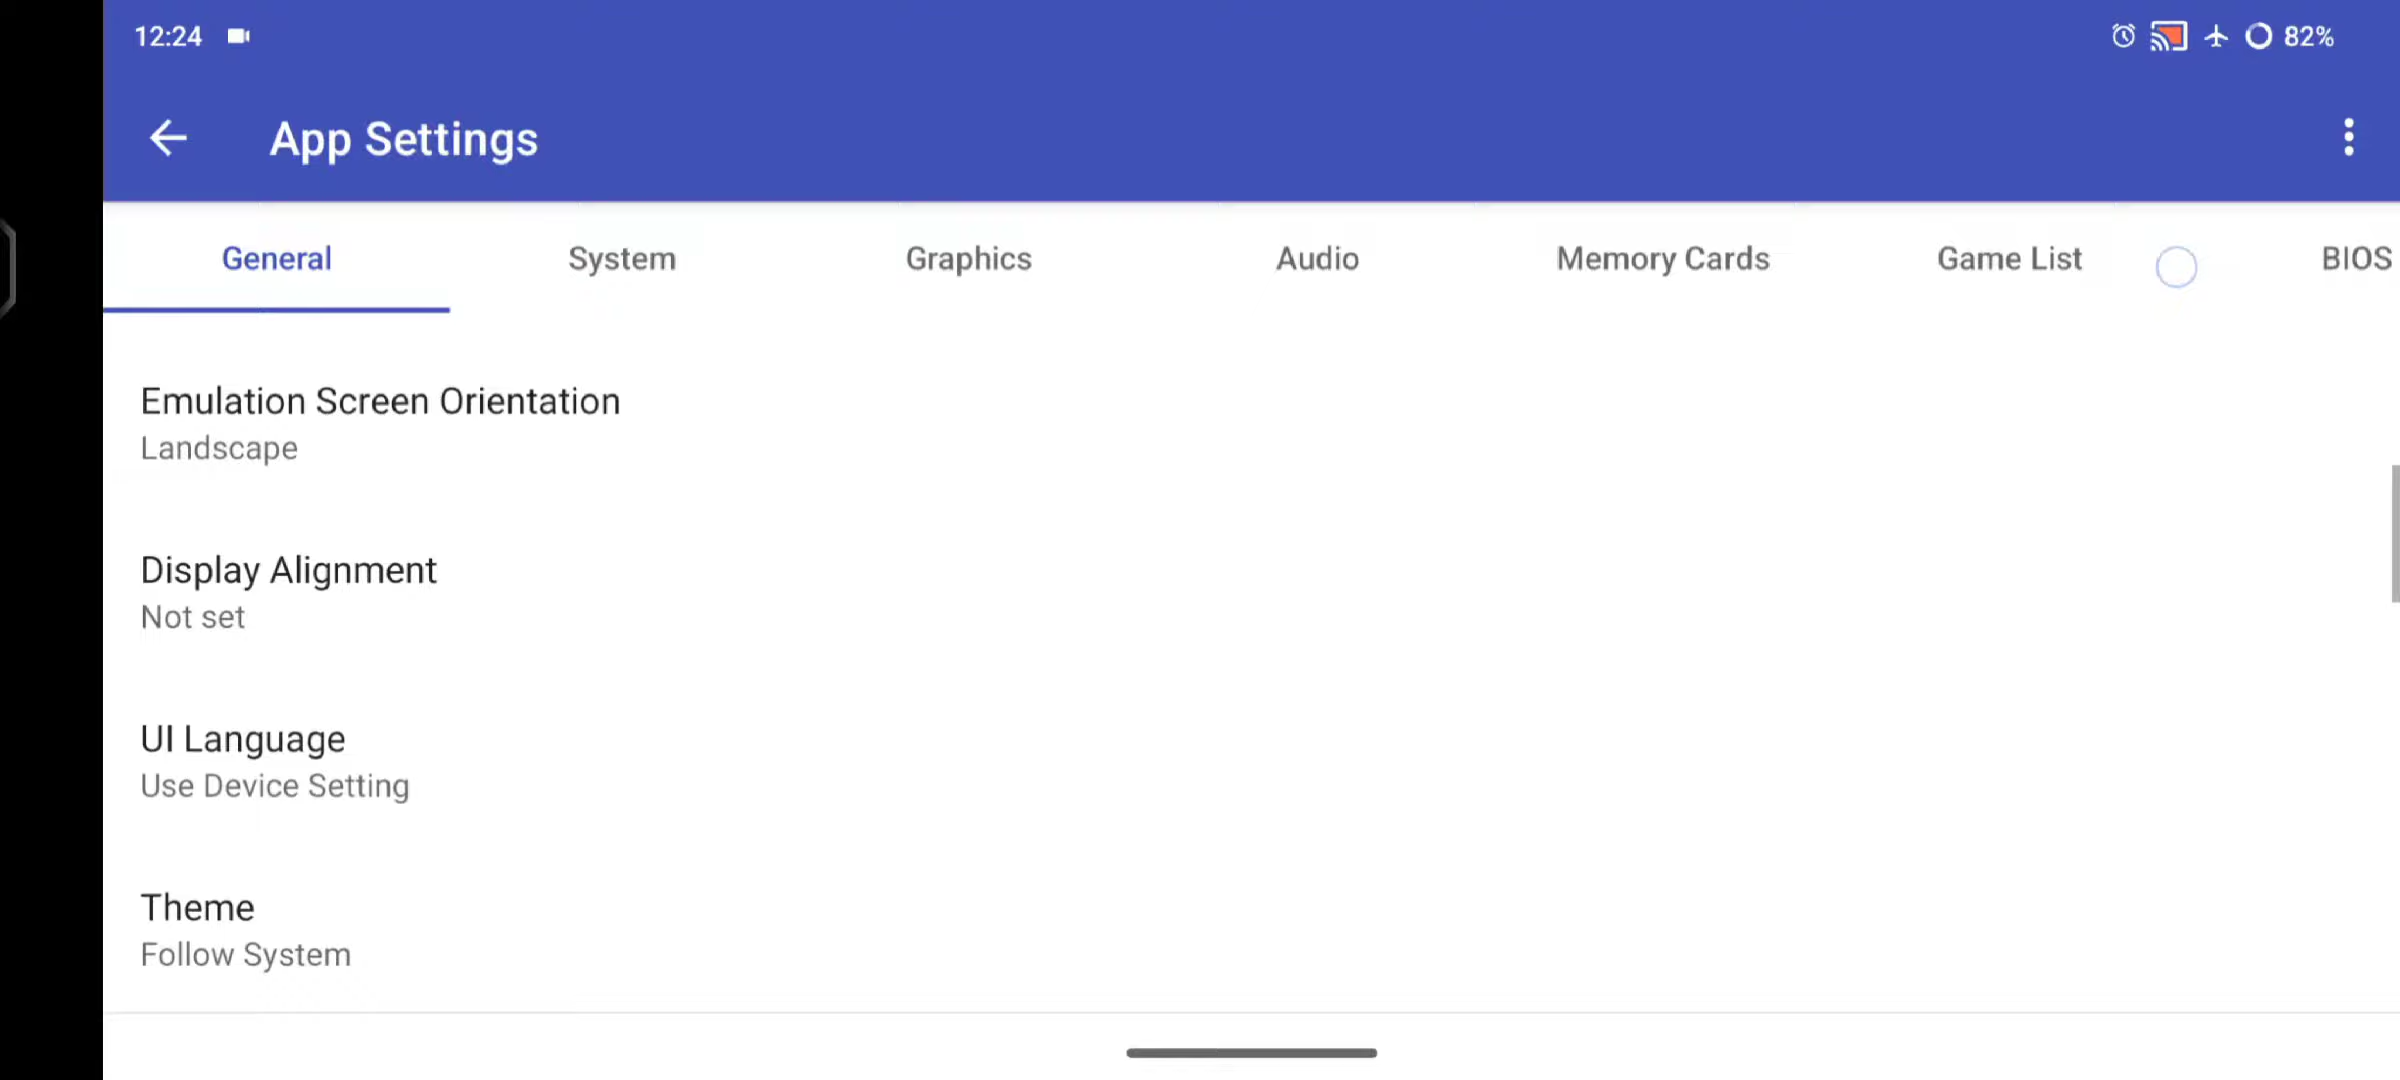 12:24
82%
App Settings
General System Graphics Audio Memory Cards Game List BIOS
Emulation Screen Orientation
Landscape
Display Alignment
Not set
UI Language
Use Device Setting
Theme
Follow System